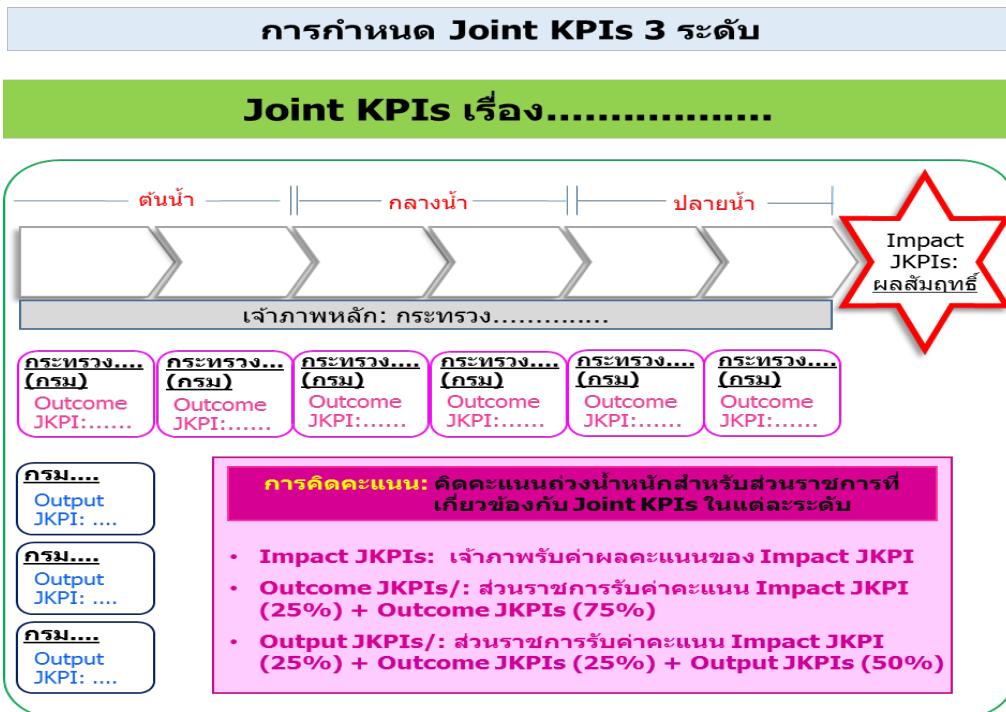 การกำหนด Joint KPIs 3 ระดับ
Joint KPIs เรื่อง..................
ต้นน้ำ
กลางน้ำ
ปลายน้ำ
Impact
JKPIs:
ผลสัมฤทธิ์
เจ้าภาพหลัก: กระทรวง..............
กระทรวง....
(กรม)
Outcome
JKPI:......
กระทรวง...
(กรม)
Outcome
JKPI:......
กระทรวง....
(กรม)
Outcome
JKPI:......
กระทรวง....
(กรม)
Outcome
JKPI:......
กระทรวง....
(กรม)
Outcome
JKPI:......
กระทรวง....
(กรม)
Outcome
JKPI:......
กรม....
Output
JKPI: ....
กรม....
Output
JKPI: ....
กรม....
Output
JKPI: ....
การคิดคะแนน: คิดคะแนนถ่วงน้ำหนักสำหรับส่วนราชการที่
เกี่ยวข้องกับ Joint KPIs ในแต่ละระดับ
• Impact JKPIs: เจ้าภาพรับค่าผลคะแนนของ Impact JKPI
• Outcome JKPIs/: ส่วนราชการรับค่าคะแนน Impact JKPI
(25%) + Outcome JKPIs (75%)
• Output JKPIs/: ส่วนราชการรับค่าคะแนน Impact JKPI
(25%) + Outcome JKPIs (25%) + Output JKPIs (50%)